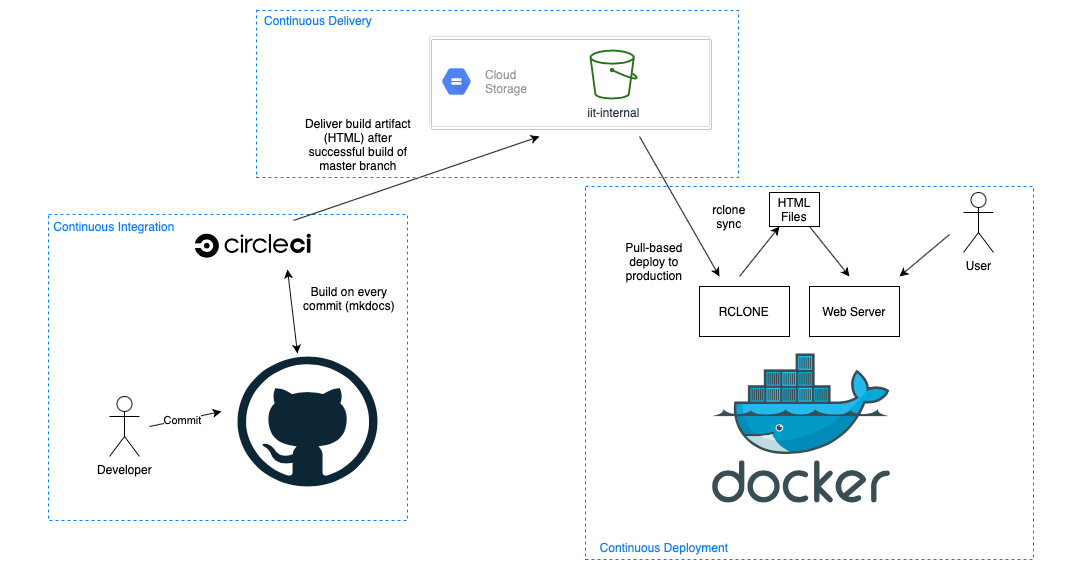 Continuous Delivery
Cloud
Storage
iit-internal
Deliver build artifact
(HTML) after
successful build of
master branch
Continuous Integration
circleci
Build on every
commit (mkdocs)
Commit
Developer
rclone
sync
HTML
Files
Pull-based
deploy to
production
User
RCLONE
Web Server
docker
Continuous Deployment